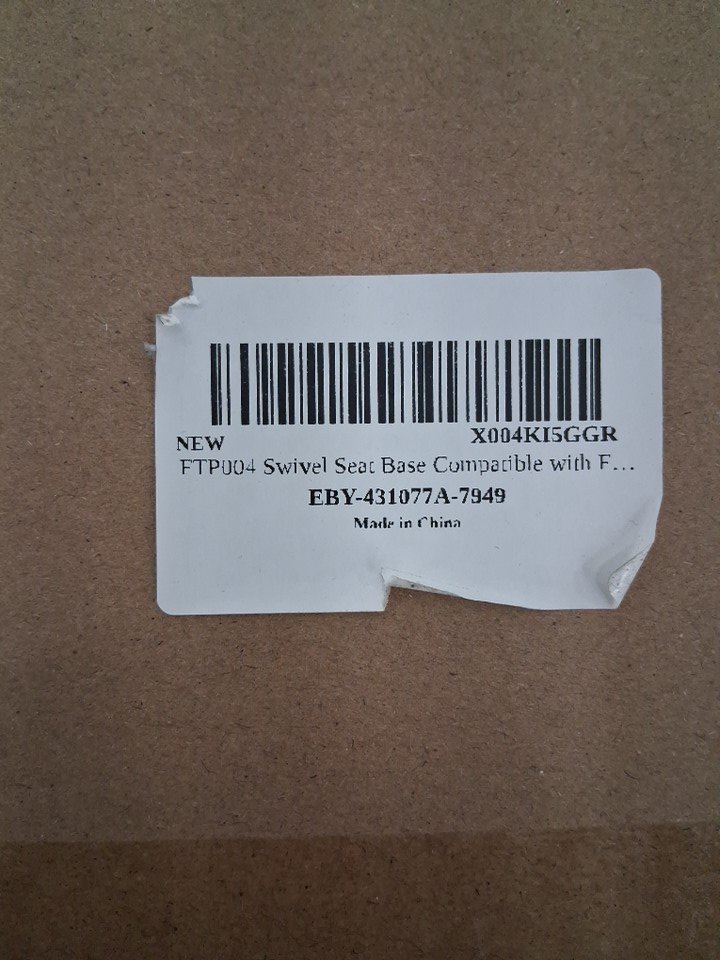 X004KI5GGR
NEW
FTP004 Swivel Seat Base Compatible with F...
EBY-431077A-7949
Made in China